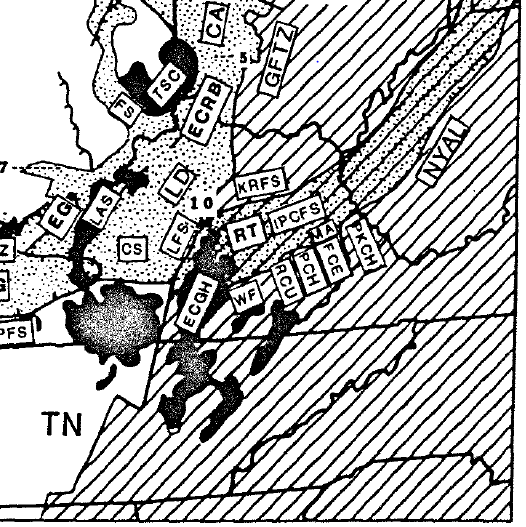 CA
5
GFTZ
TSC
FS
ECRB
NYAL
7
LD
KRFS
10
LAS
EG
LFS
RT
IPCFS
MA
PKCH
FCE
PCH
RCU
Z
CS
WF
ECGH
G
PFS
TN